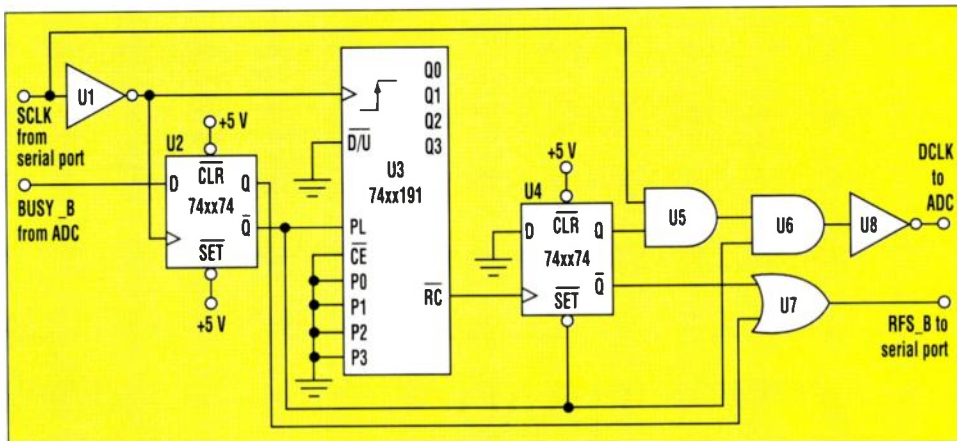 U1
SCLK
from
serial port
BUSY _B
from ADC
U2
+5 V
D
CLR
Q
74xx74
Q
SET
+5 V
Q0
Q1
Q2
Q3
D/U
U3
74xx191
PL
CE
P0
P1
P2
P3
RC
U4
+5 V
D
CLR
Q
74xx74
Q
SET
U5
U6
U8
U7
DCLK
to
ADC
RFS_B to
serial port